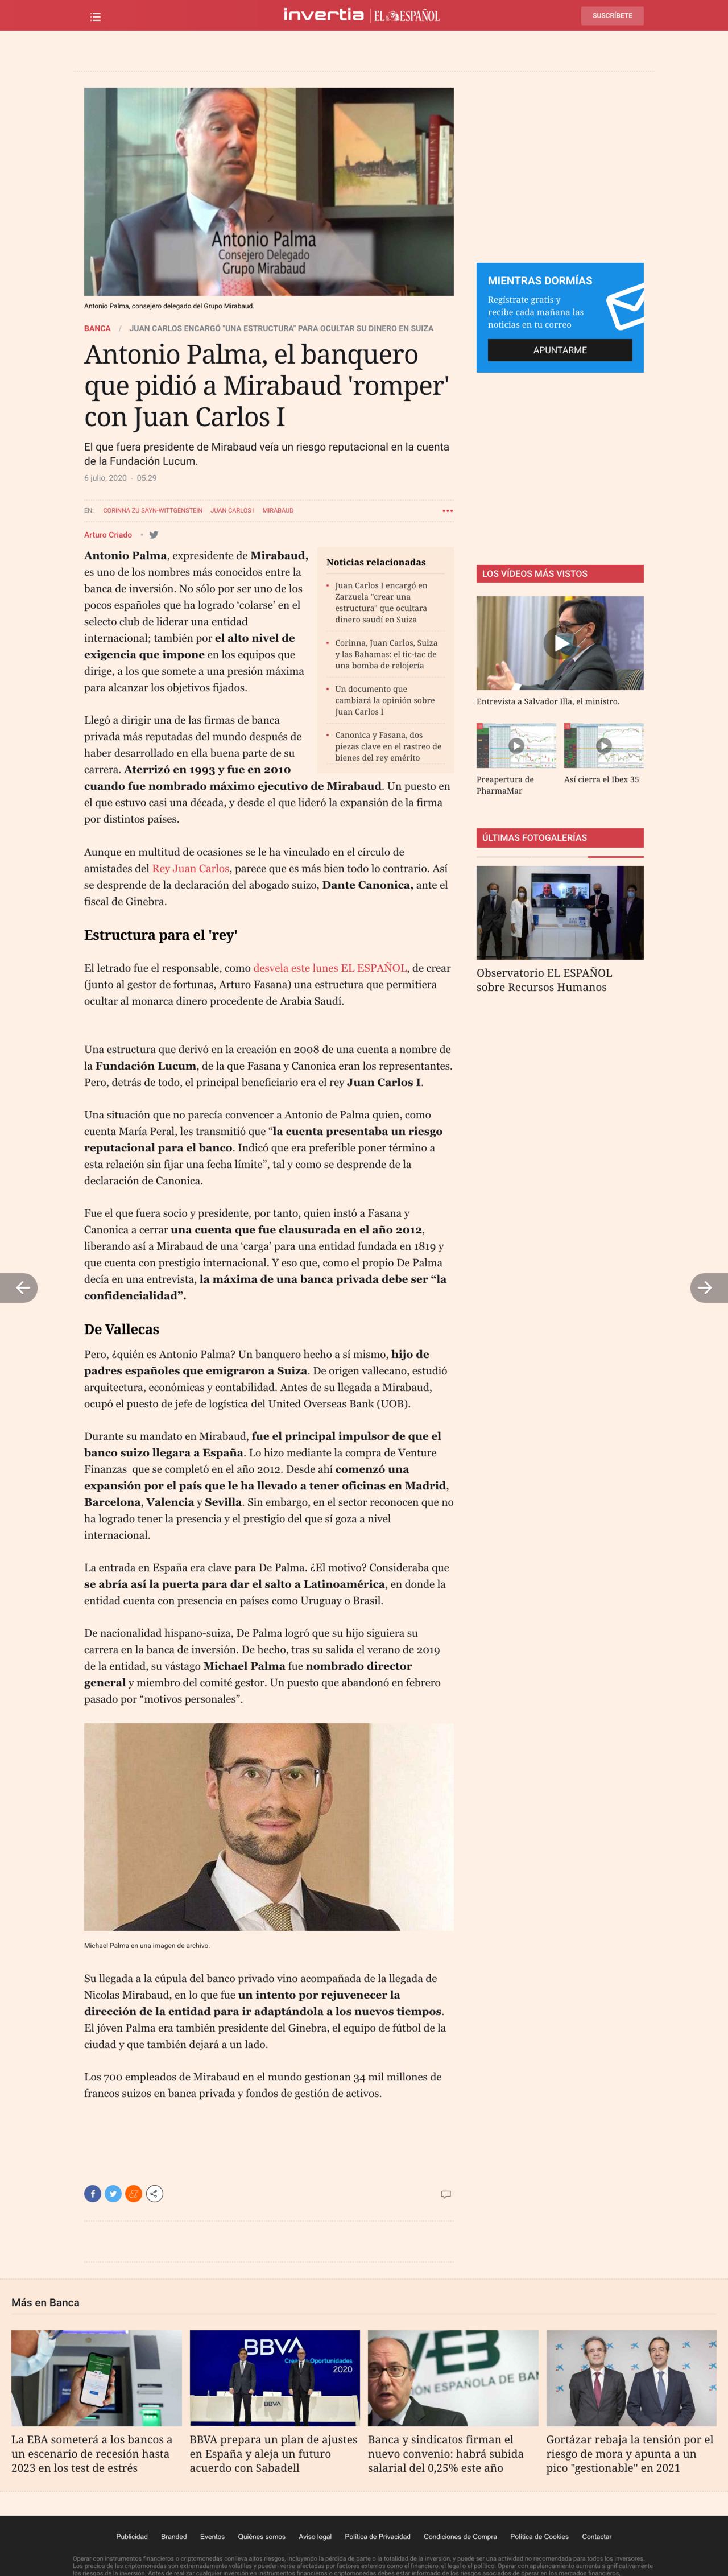 invertia EL ESPAÑOL
SUSCRÍBETE
Antonio Palma
Consejero Delegado
Grupo Mirabaud
Antonio Palma, consejero delegado del Grupo Mirabaud.
BANCA / JUAN CARLOS ENCARGÓ "UNA ESTRUCTURA" PARA OCULTAR SU DINERO EN SUIZA
Antonio Palma, el banquero
que pidió a Mirabaud 'romper'
con Juan Carlos I
El que fuera presidente de Mirabaud veía un riesgo reputacional en la cuenta
de la Fundación Lucum.
6 julio, 2020 - 05:29
EN: CORINNA ZU SAYN-WITTGENSTEIN JUAN CARLOS I MIRABAUD
Arturo Criado
Antonio Palma, expresidente de Mirabaud,
es uno de los nombres más conocidos entre la
banca de inversión. No sólo por ser uno de los
pocos españoles que ha logrado ‘colarse’ en el
selecto club de liderar una entidad
internacional; también por el alto nivel de
exigencia que impone en los equipos que
dirige, a los que somete a una presión máxima
para alcanzar los objetivos fijados.
Noticias relacionadas
Juan Carlos I encargó en
Zarzuela "crear una
estructura" que ocultara
dinero saudí en Suiza
Corinna, Juan Carlos, Suiza
y las Bahamas: el tic-tac de
una bomba de relojería
Un documento que
cambiará la opinión sobre
Juan Carlos I
Canonica y Fasana, dos
piezas clave en el rastreo de
bienes del rey emérito
Llegó a dirigir una de las firmas de banca
privada más reputadas del mundo después de
haber desarrollado en ella buena parte de su
carrera. Aterrizó en 1993 y fue en 2010
cuando fue nombrado máximo ejecutivo de Mirabaud. Un puesto en
el que estuvo casi una década, y desde el que lideró la expansión de la firma
por distintos países.
Aunque en multitud de ocasiones se le ha vinculado en el círculo de
amistades del Rey Juan Carlos, parece que es más bien todo lo contrario. Así
se desprende de la declaración del abogado suizo, Dante Canonica, ante el
fiscal de Ginebra.
Estructura para el 'rey'
El letrado fue el responsable, como desvela este lunes EL ESPAÑOL, de crear
(junto al gestor de fortunas, Arturo Fasana) una estructura que permitiera
ocultar al monarca dinero procedente de Arabia Saudí.
Una estructura que derivó en la creación en 2008 de una cuenta a nombre de
la Fundación Lucum, de la que Fasana y Canonica eran los representantes.
Pero, detrás de todo, el principal beneficiario era el rey Juan Carlos I.
Una situación que no parecía convencer a Antonio de Palma quien, como
cuenta María Peral, les transmitió que “la cuenta presentaba un riesgo
reputacional para el banco. Indicó que era preferible poner término a
esta relación sin fijar una fecha límite”, tal y como se desprende de la
declaración de Canonica.
Fue el que fuera socio y presidente, por tanto, quien instó a Fasana y
Canonica a cerrar una cuenta que fue clausurada en el año 2012,
liberando así a Mirabaud de una ‘carga’ para una entidad fundada en 1819 y
que cuenta con prestigio internacional. Y eso que, como el propio De Palma
decía en una entrevista, la máxima de una banca privada debe ser “la
confidencialidad”.
De Vallecas
Pero, ¿quién es Antonio Palma? Un banquero hecho a sí mismo, hijo de
padres españoles que emigraron a Suiza. De origen vallecano, estudió
arquitectura, económicas y contabilidad. Antes de su llegada a Mirabaud,
ocupó el puesto de jefe de logística del United Overseas Bank (UOB).
Durante su mandato en Mirabaud, fue el principal impulsor de que el
banco suizo llegara a España. Lo hizo mediante la compra de Venture
Finanzas que se completó en el año 2012. Desde ahí comenzó una
expansión por el país que le ha llevado a tener oficinas en Madrid,
Barcelona, Valencia y Sevilla. Sin embargo, en el sector reconocen que no
ha logrado tener la presencia y el prestigio del que sí goza a nivel
internacional.
La entrada en España era clave para De Palma. ¿El motivo? Consideraba que
se abría así la puerta para dar el salto a Latinoamérica, en donde la
entidad cuenta con presencia en países como Uruguay o Brasil.
De nacionalidad hispano-suiza, De Palma logró que su hijo siguiera su
carrera en la banca de inversión. De hecho, tras su salida el verano de 2019
de la entidad, su vástago Michael Palma fue nombrado director
general y miembro del comité gestor. Un puesto que abandonó en febrero
pasado por “motivos personales”.
Michael Palma en una imagen de archivo.
Su llegada a la cúpula del banco privado vino acompañada de la llegada de
Nicolas Mirabaud, en lo que fue un intento por rejuvenecer la
dirección de la entidad para ir adaptándola a los nuevos tiempos.
El jóven Palma era también presidente del Ginebra, el equipo de fútbol de la
ciudad y que también dejará a un lado.
Los 700 empleados de Mirabaud en el mundo gestionan 34 mil millones de
francos suizos en banca privada y fondos de gestión de activos.
MIENTRAS DORMÍAS
Regístrate gratis y
recibe cada mañana las
noticias en tu correo
APUNTARME
LOS VÍDEOS MÁS VISTOS
Entrevista a Salvador Illa, el ministro.
Preapertura de
PharmaMar
Así cierra el Ibex 35
ÚLTIMAS FOTOGALERÍAS
Observatorio EL ESPAÑOL
sobre Recursos Humanos
Más en Banca
BBVA
Oportunidades
2020
BBVA
AEB
ESPAÑOLA DE BAN
La EBA someterá a los bancos a
un escenario de recesión hasta
2023 en los test de estrés
BBVA prepara un plan de ajustes
en España y aleja un futuro
acuerdo con Sabadell
Banca y sindicatos firman el
nuevo convenio: habrá subida
salarial del 0,25% este año
Gortázar rebaja la tensión por el
riesgo de mora y apunta a un
pico "gestionable" en 2021
Publicidad Branded Eventos Quiénes somos Aviso legal Política de Privacidad Condiciones de Compra Política de Cookies Contactar
Operar con instrumentos financieros o criptomonedas conlleva altos riesgos, incluyendo la pérdida de parte o la totalidad de la inversión, y puede ser una actividad no recomendada para todos los inversores.
Los precios de las criptomonedas son extremadamente volátiles y pueden verse afectadas por factores externos como el financiero, el legal o el político. Operar con apalancamiento aumenta significativamente
los riesgos de la inversión. Antes de realizar cualquier inversión en instrumentos financieros o criptomonedas debes estar informado de los riesgos asociados de operar en los mercados financieros,